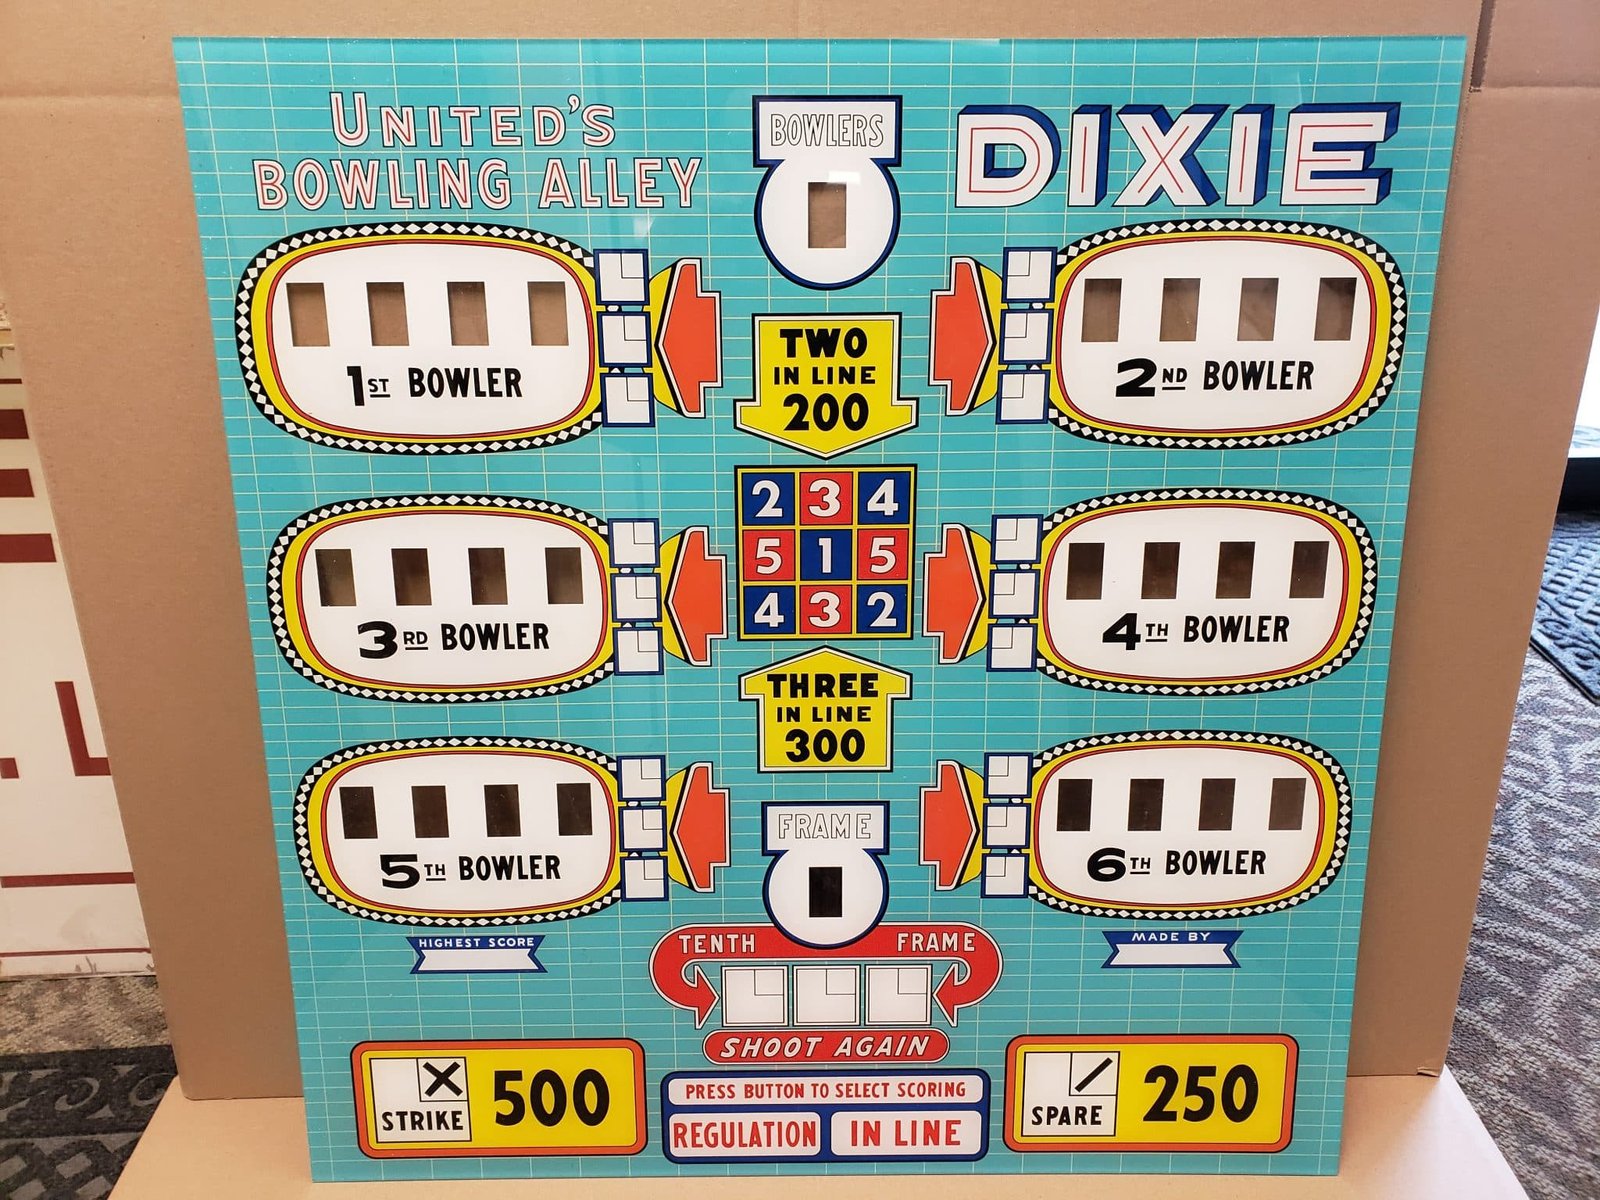 UNITED'S
BOWLING ALLEY
BOWLERS
DIXIE
1ST BOWLER
2ND BOWLER
TWO
IN LINE
200
2 3 4
5 1 5
4 3 2
3RD BOWLER
4TH BOWLER
THREE
IN LINE
300
5TH BOWLER
6TH BOWLER
FRAME
HIGHEST SCORE
MADE BY
TENTH FRAME
SHOOT AGAIN
STRIKE 500
SPARE 250
PRESS BUTTON TO SELECT SCORING
REGULATION IN LINE
L